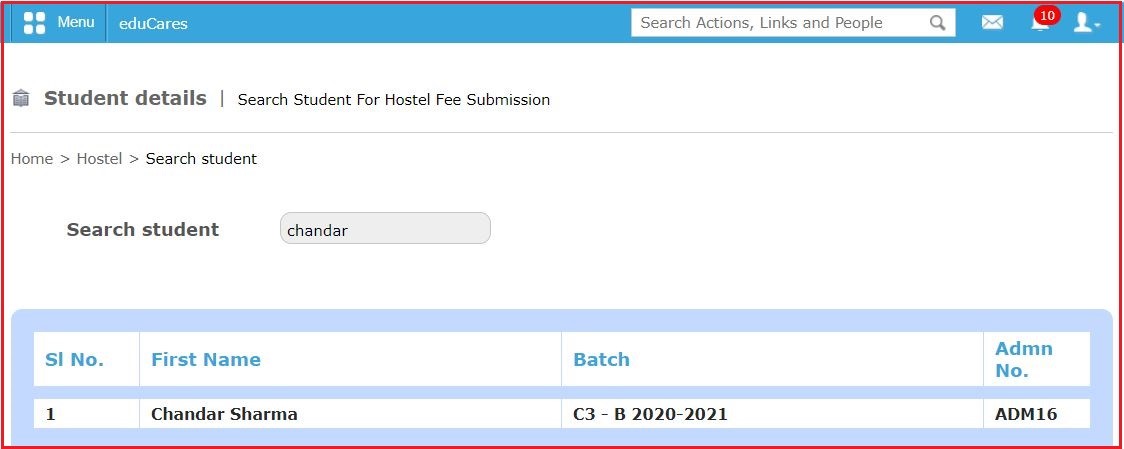 Menu eduCares Search Actions, Links and People 10
Student details | Search Student For Hostel Fee Submission
Home > Hostel > Search student
Search student chandar
Sl No. First Name Batch Admn No.
1 Chandar Sharma C3 - B 2020-2021 ADM16